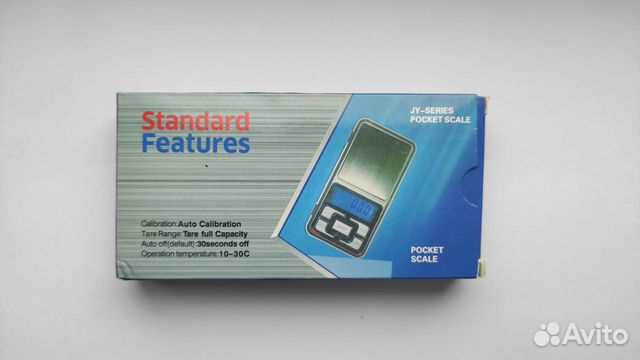 Standard
Features
Calibration:Auto Calibration
Tare Range:Tare full Capacity
Auto off(default):30seconds off
Operation temperature:10-30C
JY-SERIES
POCKET SCALE
000
POCKET
SCALE
Avito